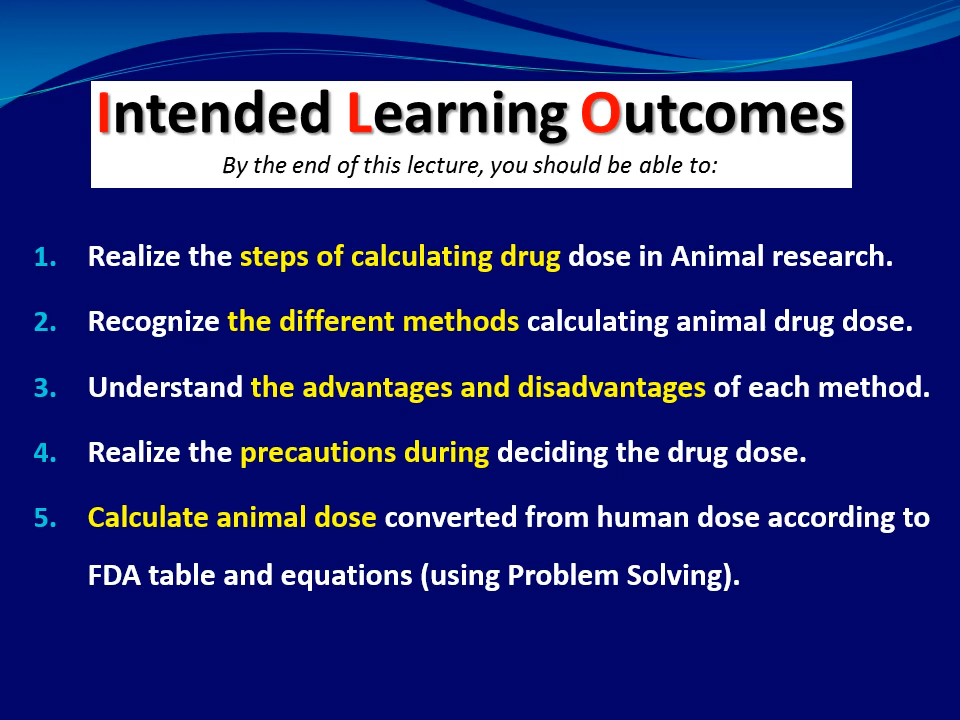 Intended Learning Outcomes
By the end of this lecture, you should be able to:
1. Realize the steps of calculating drug dose in Animal research.
2. Recognize the different methods calculating animal drug dose.
3. Understand the advantages and disadvantages of each method.
4. Realize the precautions during deciding the drug dose.
5. Calculate animal dose converted from human dose according to
FDA table and equations (using Problem Solving).